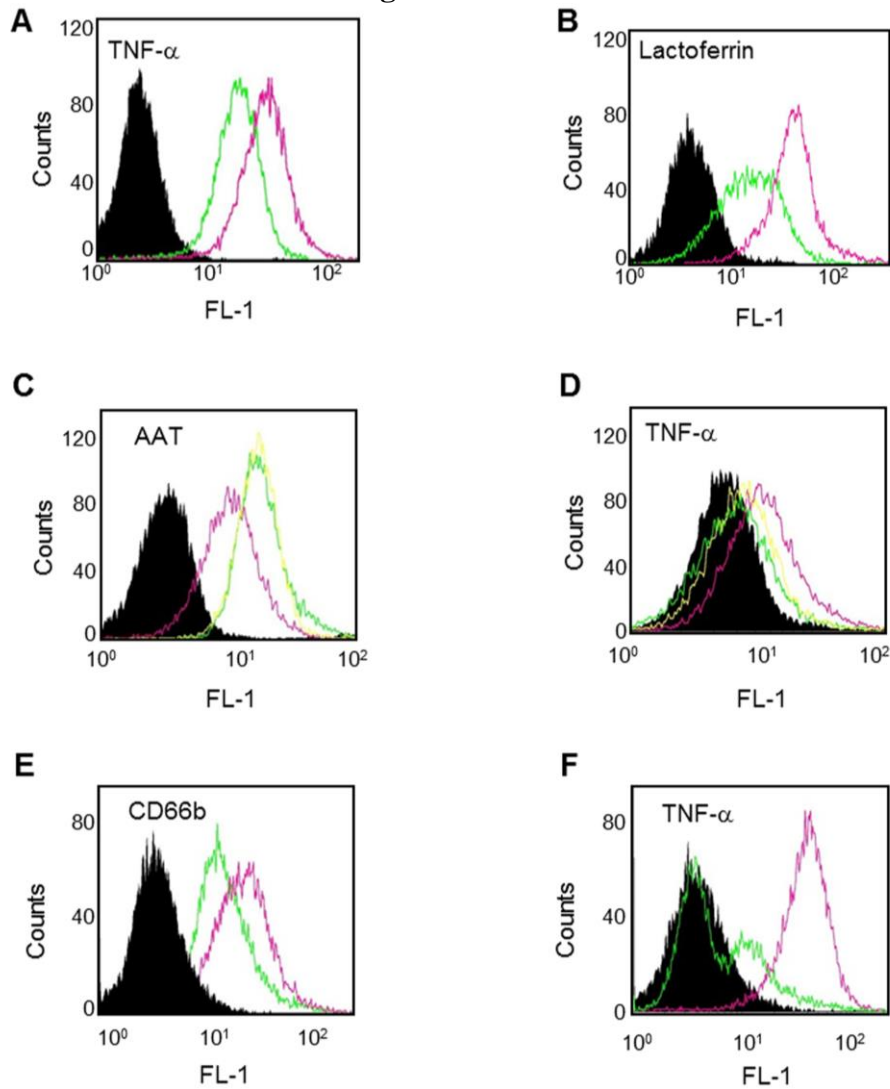 A
120
TNF-α
80
Counts
40
0
10⁰ 10¹ 10²
FL-1
B
120
Lactoferrin
80
Counts
40
0
10⁰ 10¹ 10²
FL-1
C
AAT
120
80
Counts
40
0
10⁰ 10¹ 10²
FL-1
D
TNF-α
120
80
Counts
40
0
10⁰ 10¹ 10²
FL-1
E
CD66b
80
Counts
40
0
10⁰ 10¹ 10²
FL-1
F
TNF-α
80
Counts
40
0
10⁰ 10¹ 10²
FL-1